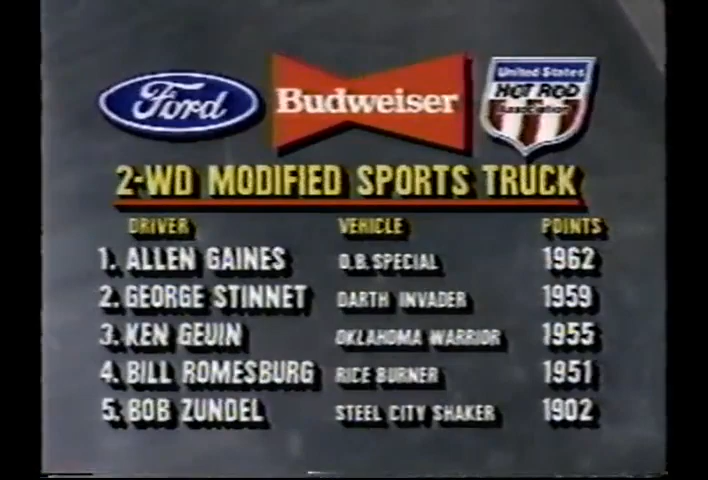 Ford Budweiser United States
HOT ROD
Association
2-WD MODIFIED SPORTS TRUCK
DRIVER VEHICLE POINTS
1. ALLEN GAINES O.B. SPECIAL 1962
2. GEORGE STINNET DARTH INVADER 1959
3. KEN GEVIN OKLAHOMA WARRIOR 1955
4. BILL ROMESBURG RICE BURNER 1951
5. BOB ZUNDEL STEEL CITY SHAKER 1902